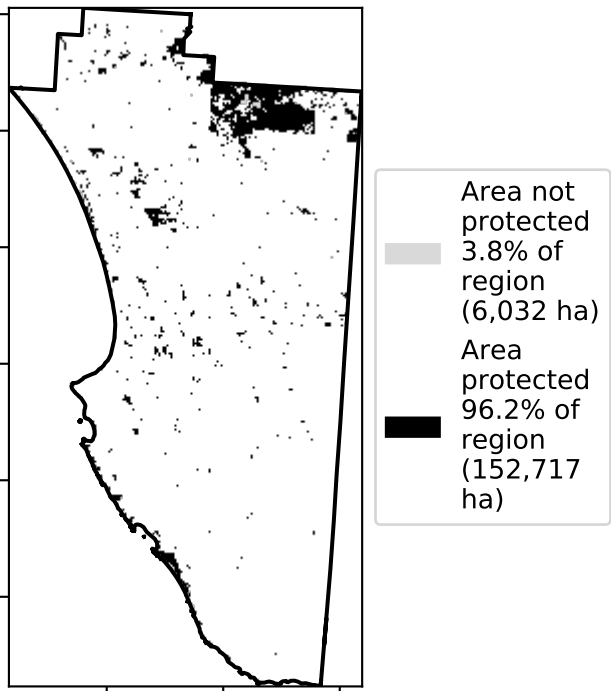 Area not
protected
3.8% of
region
(6,032 ha)
Area
protected
96.2% of
region
(152,717
ha)